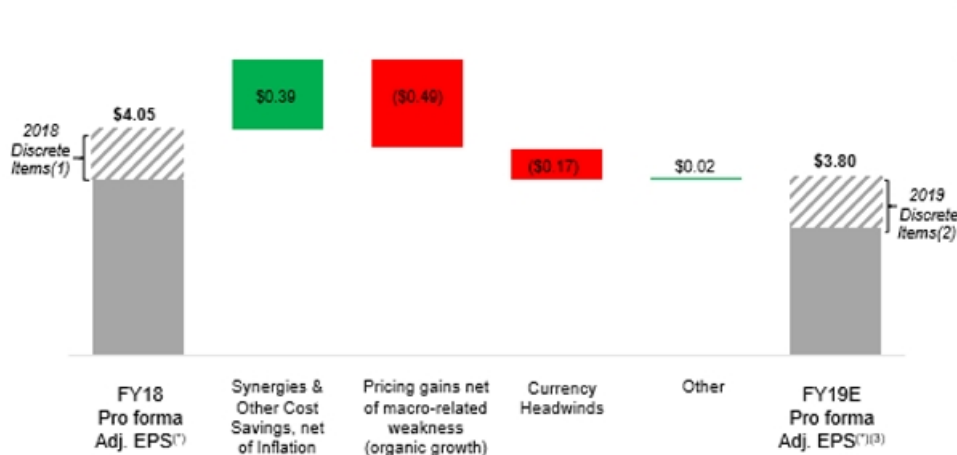 $4.05
2018
Discrete
Items(1)
$0.39
($0.49)
($0.17)
$0.02
$3.80
2019
Discrete
Items(2)
FY18
Pro forma
Adj. EPS(*)
Synergies &
Other Cost
Savings, net
of Inflation
Pricing gains net
of macro-related
weakness
(organic growth)
Currency
Headwinds
Other
FY19E
Pro forma
Adj. EPS(*)(3)